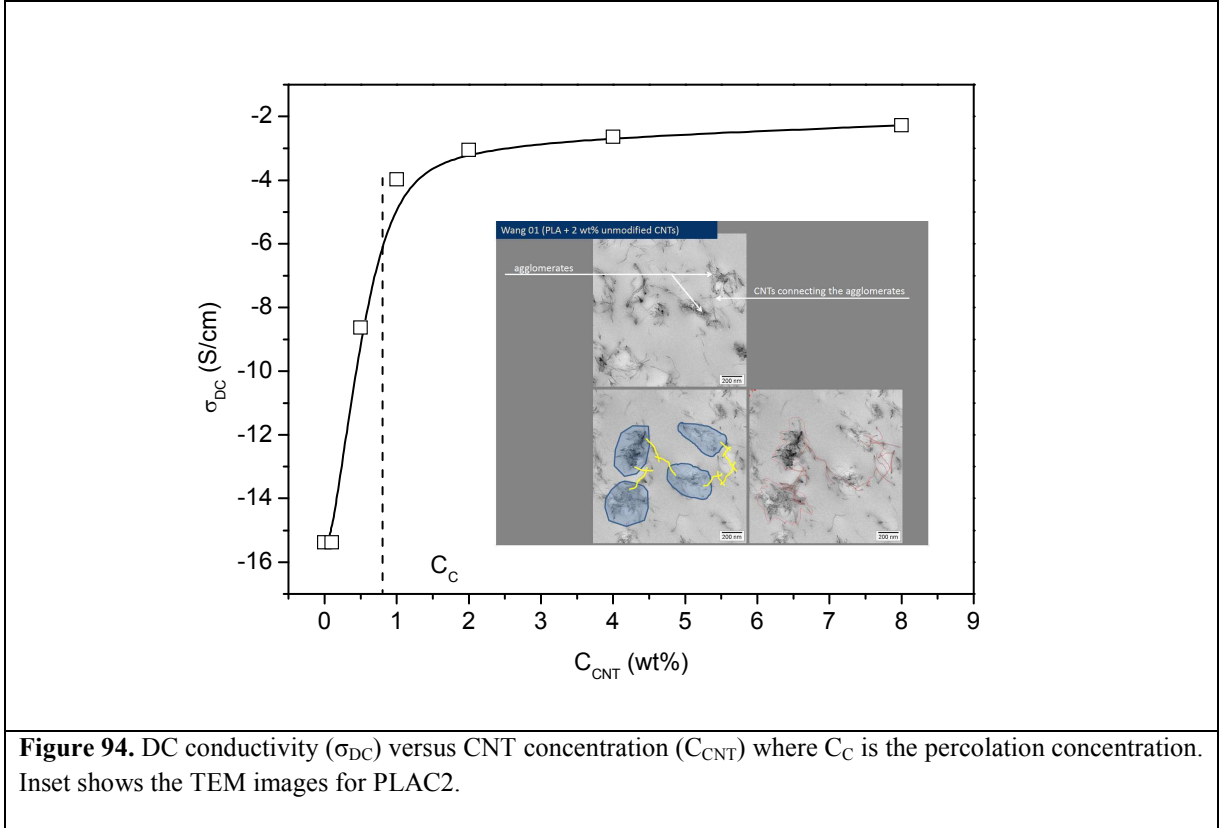 -2
-4
-6
-8
-10
-12
-14
-16
σDC (S/cm)
Wang 01 (PLA + 2 wt% unmodified CNTs)
agglomerates
CNTs connecting the agglomerates
200 nm
200 nm
200 nm
CC
0 1 2 3 4 5 6 7 8 9
CCNT (wt%)
Figure 94. DC conductivity (σDC) versus CNT concentration (CCNT) where CC is the percolation concentration.
Inset shows the TEM images for PLAC2.